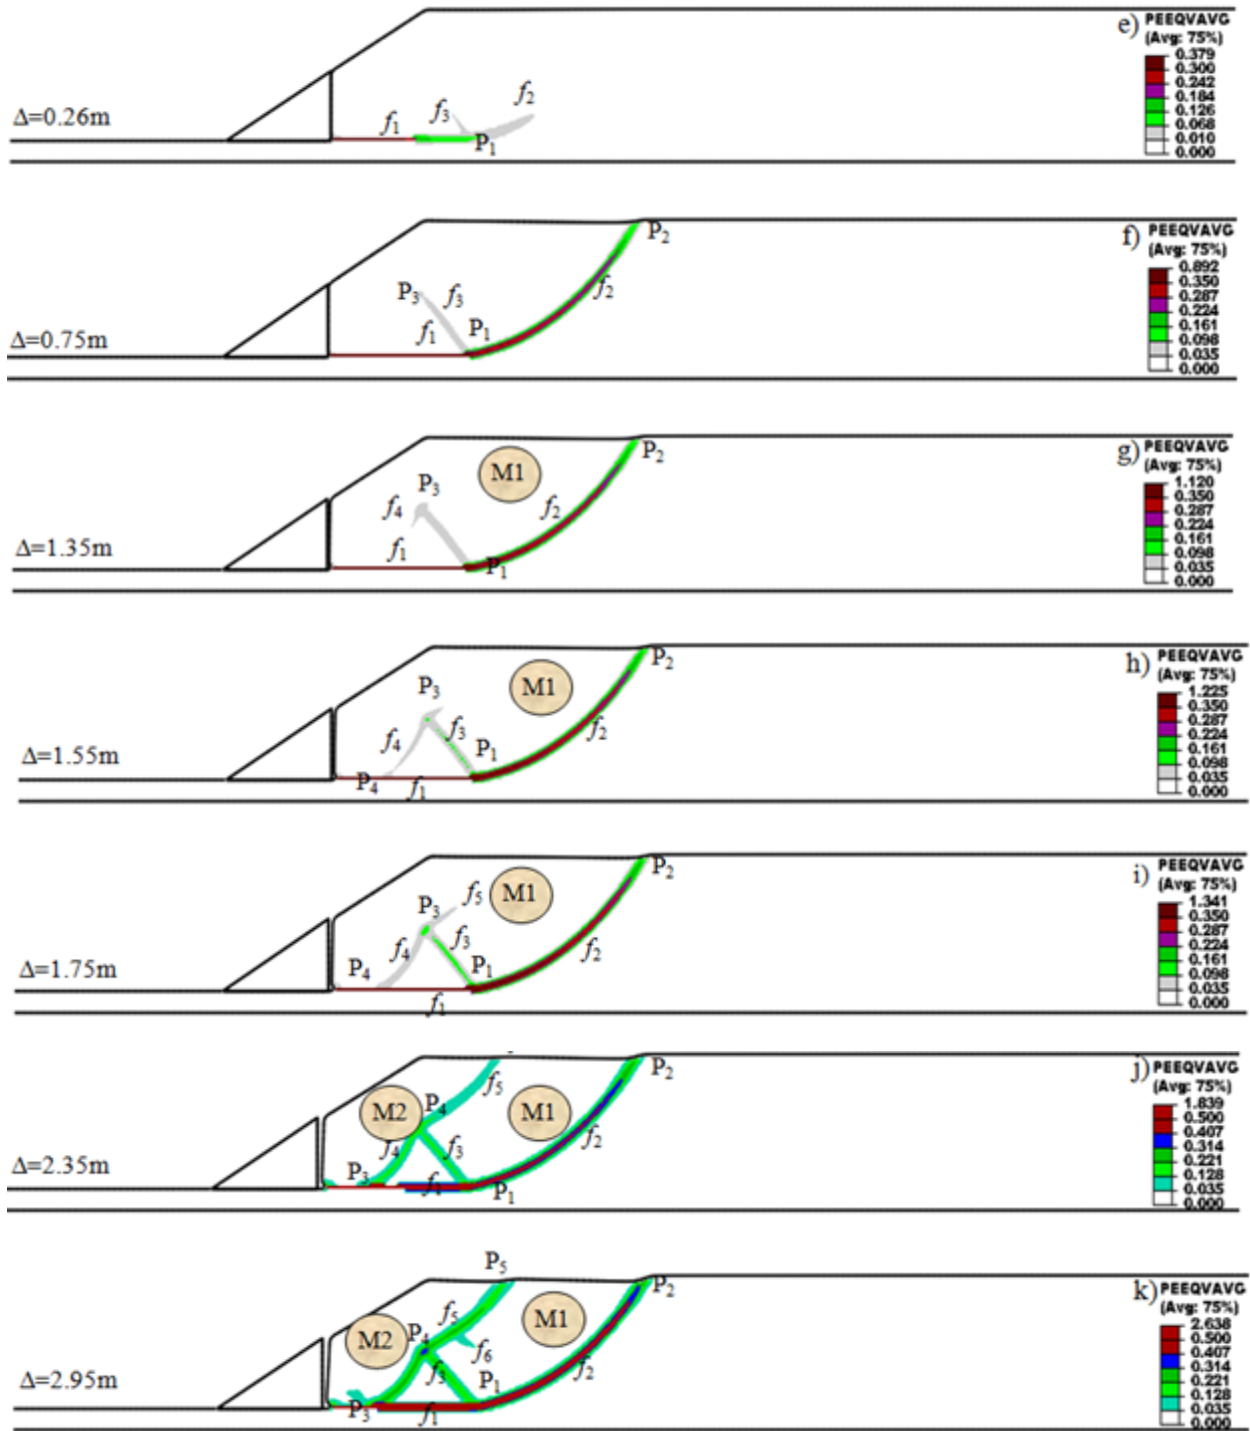 e) PEEQVAVG
(Avg: 75%)
0.379
0.300
0.242
0.184
0.126
0.068
0.010
0.000
Δ=0.26m
f1
f3
f2
P1
f) PEEQVAVG
(Avg: 75%)
0.892
0.350
0.287
0.224
0.161
0.098
0.035
0.000
Δ=0.75m
P2
P3
f3
f2
f1
P1
g) PEEQVAVG
(Avg: 75%)
1.120
0.350
0.287
0.224
0.161
0.098
0.035
0.000
Δ=1.35m
P2
M1
P3
f4
f2
f1
P1
h) PEEQVAVG
(Avg: 75%)
1.225
0.350
0.287
0.224
0.161
0.098
0.035
0.000
Δ=1.55m
P2
M1
P3
f3
f2
f4
P1
P4
f1
i) PEEQVAVG
(Avg: 75%)
1.341
0.350
0.287
0.224
0.161
0.098
0.035
0.000
Δ=1.75m
P2
M1
f5
P3
f3
f4
f2
P4
P1
f1
j) PEEQVAVG
(Avg: 75%)
1.839
0.500
0.407
0.314
0.221
0.128
0.035
0.000
Δ=2.35m
P2
f5
M2
P4
M1
f4
f3
f2
P3
f1
P1
k) PEEQVAVG
(Avg: 75%)
2.638
0.500
0.407
0.314
0.221
0.128
0.035
0.000
Δ=2.95m
P5
P2
f5
M1
M2
P4
f6
f3
f2
P1
P3
f1